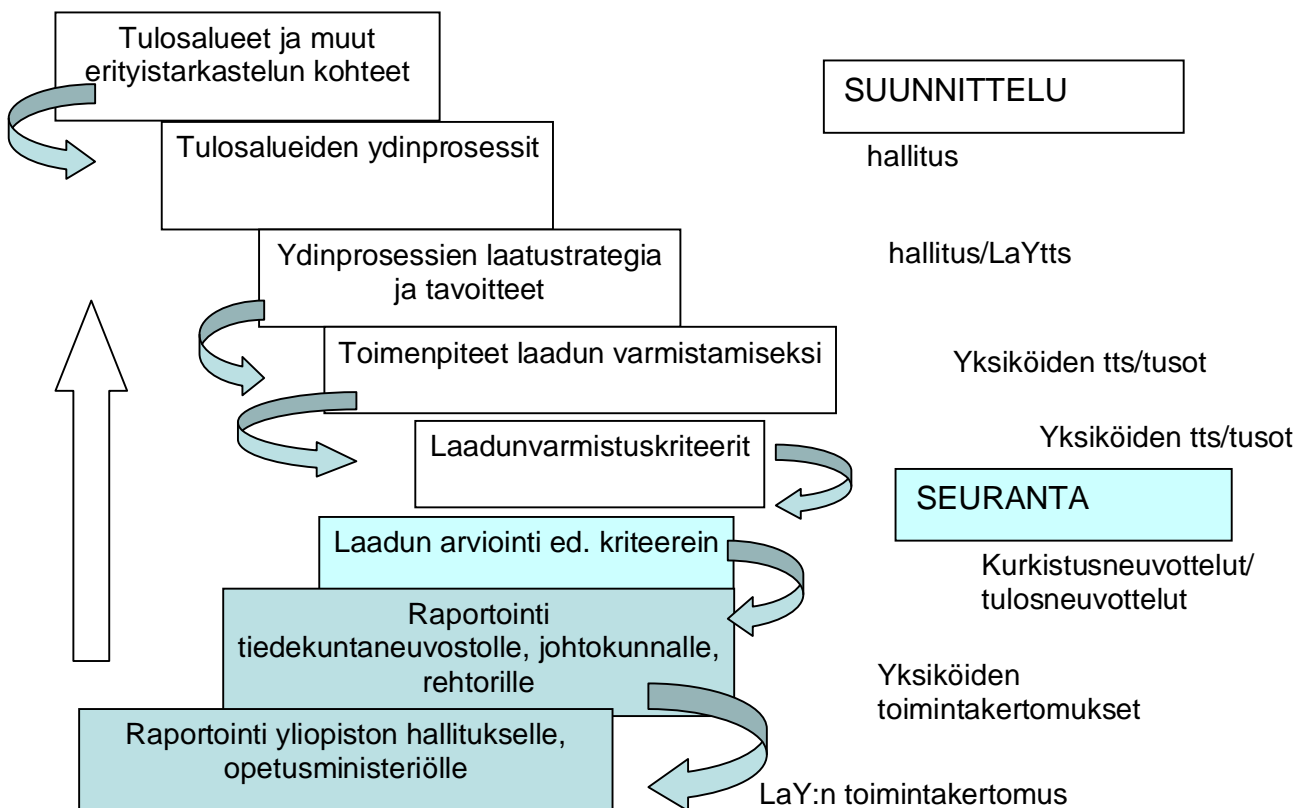 Tulosalueet ja muut
erityistarkastelun kohteet
SUUNNITTELU
Tulosalueiden ydinprosessit
hallitus
Ydinprosessien laatustrategia
ja tavoitteet
hallitus/LaYtts
Toimenpiteet laadun varmistamiseksi
Yksiköiden tts/tusot
Laadunvarmistuskriteerit
Yksiköiden tts/tusot
SEURANTA
Laadun arviointi ed. kriteerein
Kurkistusneuvottelut/
tulosneuvottelut
Raportointi
tiedekuntaneuvostolle, johtokunnalle,
rehtorille
Yksiköiden
toimintakertomukset
Raportointi yliopiston hallitukselle,
opetusministeriölle
LaY:n toimintakertomus